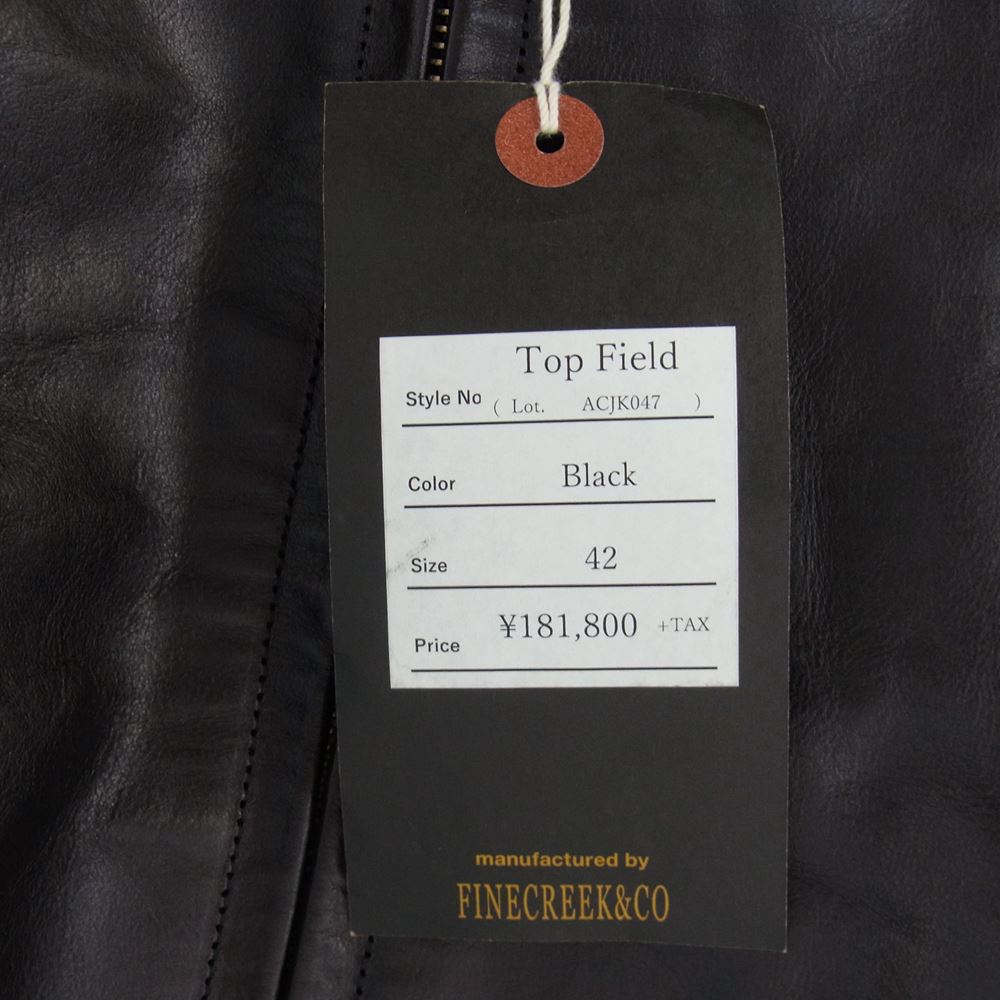 Top Field
Style No ( Lot. ACJK047 )
Color Black
Size 42
Price ¥181,800 +TAX
manufactured by
FINECREEK&CO